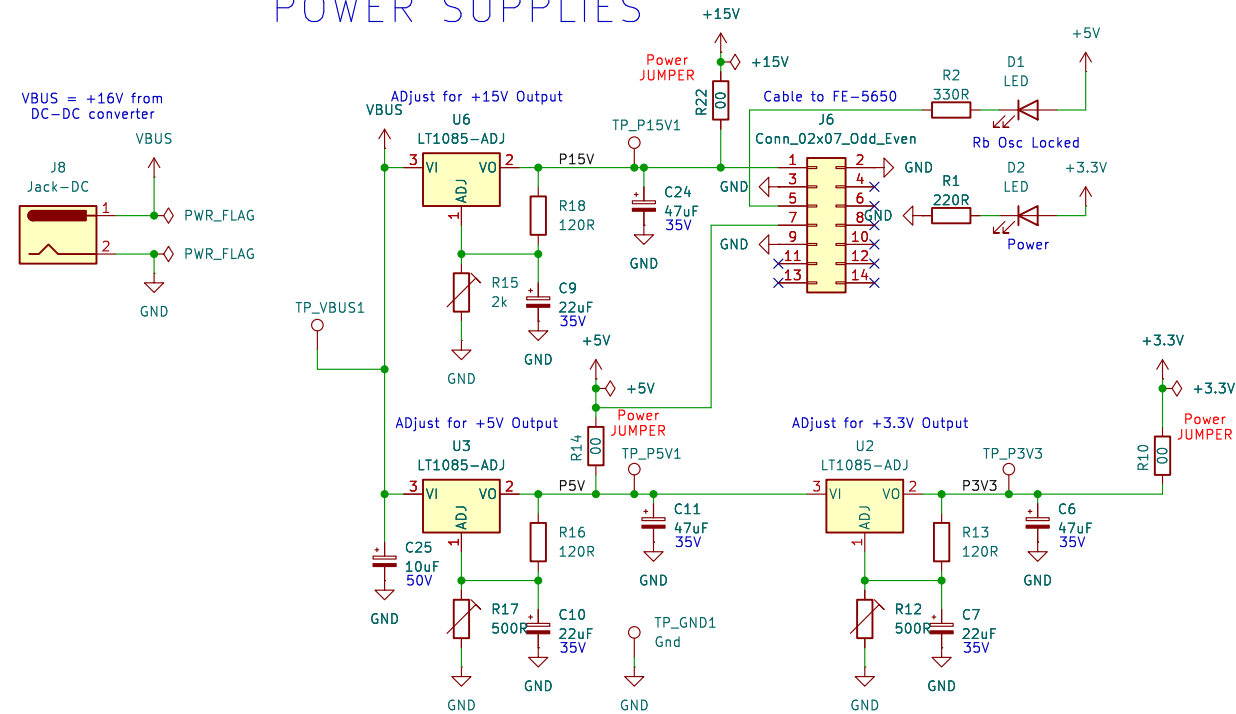 POWER SUPPLIES
VBUS = +16V from
DC-DC converter
VBUS
J8
Jack-DC
1
PWR_FLAG
2
PWR_FLAG
GND
TP_VBUS1
ADjust for +15V Output
VBUS
U6
LT1085-ADJ
3
VI
VO
2
ADJ
1
P15V
R18
120R
R15
2k
C9
22uF
35V
GND
GND
TP_P15V1
C24
47uF
35V
GND
+15V
Power
JUMPER
+15V
R22
00
Cable to FE-5650
J6
Conn_02x07_Odd_Even
1
2
GND
GND
3
4
5
6
7
8
GND
9
10
11
12
13
14
R2
330R
D1
LED
+5V
Rb Osc Locked
GND
R1
220R
D2
LED
+3.3V
Power
ADjust for +5V Output
U3
LT1085-ADJ
3
VI
VO
2
ADJ
1
P5V
+5V
+5V
Power
JUMPER
R14
00
TP_P5V1
C11
47uF
35V
GND
R16
120R
C25
10uF
50V
GND
R17
500R
C10
22uF
35V
GND
GND
TP_GND1
Gnd
GND
ADjust for +3.3V Output
U2
LT1085-ADJ
3
VI
VO
2
ADJ
1
P3V3
TP_P3V3
+3.3V
+3.3V
Power
JUMPER
R10
00
R13
120R
C6
47uF
35V
GND
R12
500R
C7
22uF
35V
GND
GND